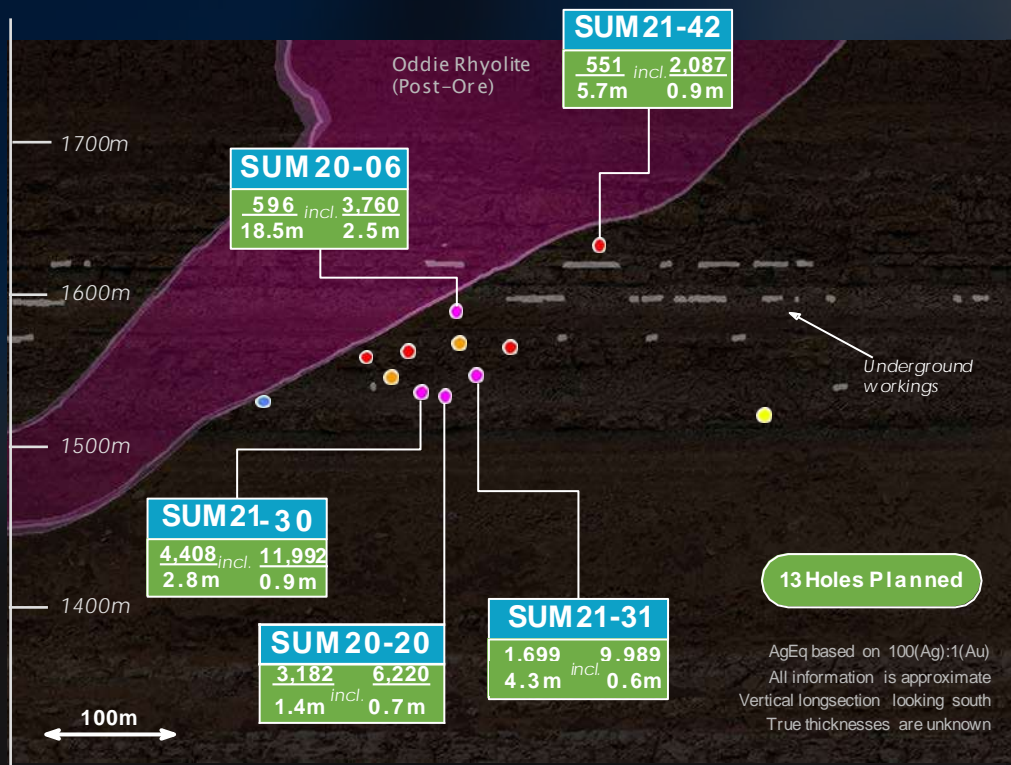 SUM21-42
551 incl. 2,087
5.7m 0.9m
Oddie Rhyolite
(Post-Ore)
1700m
SUM20-06
596 incl. 3,760
18.5m 2.5m
1600m
Underground
workings
1500m
SUM21-30
4,408 incl. 11,992
2.8m 0.9m
1400m
SUM20-20
3,182 incl. 6,220
1.4m 0.7m
SUM21-31
1.699 incl. 9.989
4.3m 0.6m
13 Holes Planned
AgEq based on 100(Ag):1(Au)
All information is approximate
Vertical longsection looking south
True thicknesses are unknown
100m